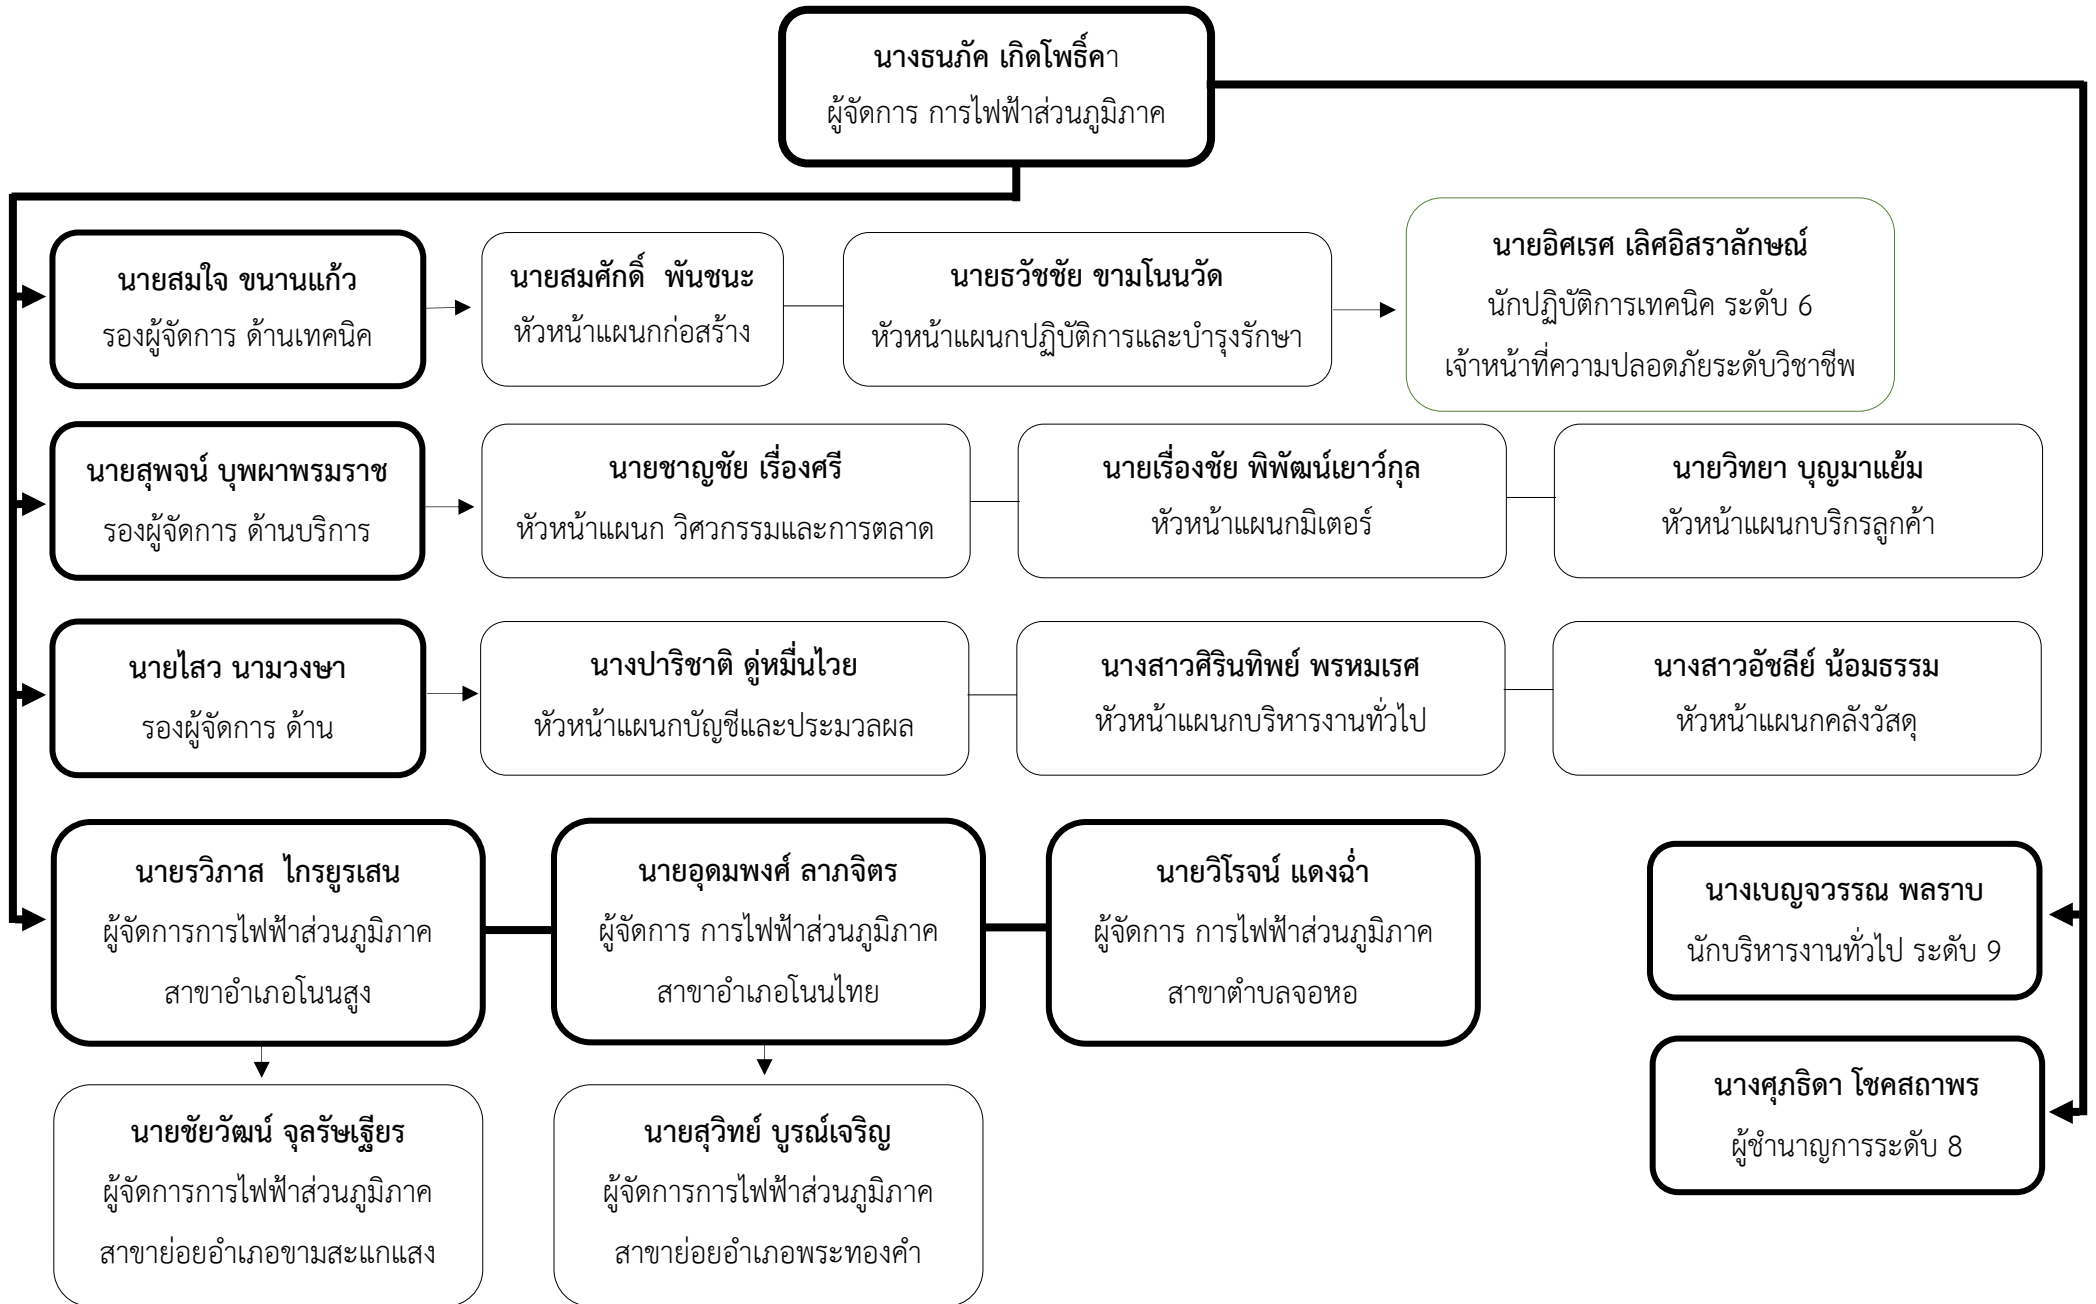 นางธนภัค เกิดโพธิ์คา
ผู้จัดการ การไฟฟ้าส่วนภูมิภาค
นายสมใจ ขนานแก้ว
รองผู้จัดการ ด้านเทคนิค
นายสมศักดิ์ พันชนะ
หัวหน้าแผนกก่อสร้าง
นายธวัชชัย ขามโนนวัด
หัวหน้าแผนกปฏิบัติการและบำรุงรักษา
นายอิศเรศ เลิศอิสราลักษณ์
นักปฏิบัติการเทคนิค ระดับ 6
เจ้าหน้าที่ความปลอดภัยระดับวิชาชีพ
นายสุพจน์ บุพผาพรมราช
รองผู้จัดการ ด้านบริการ
นายชาญชัย เรื่องศรี
หัวหน้าแผนก วิศวกรรมและการตลาด
นายเรื่องชัย พิพัฒน์เยาว์กุล
หัวหน้าแผนกมิเตอร์
นายวิทยา บุญมาแย้ม
หัวหน้าแผนกบริกรลูกค้า
นายไสว นามวงษา
รองผู้จัดการ ด้าน
นางปาริชาติ ดู่หมื่นไวย
หัวหน้าแผนกบัญชีและประมวลผล
นางสาวศิรินทิพย์ พรหมเรศ
หัวหน้าแผนกบริหารงานทั่วไป
นางสาวอัชลีย์ น้อมธรรม
หัวหน้าแผนกคลังวัสดุ
นายรวิภาส ไกรยูรเสน
ผู้จัดการการไฟฟ้าส่วนภูมิภาค
สาขาอำเภอโนนสูง
นายอุดมพงศ์ ลาภจิตร
ผู้จัดการ การไฟฟ้าส่วนภูมิภาค
สาขาอำเภอโนนไทย
นายวิโรจน์ แดงฉ่ำ
ผู้จัดการ การไฟฟ้าส่วนภูมิภาค
สาขาตำบลจอหอ
นางเบญจวรรณ พลราบ
นักบริหารงานทั่วไป ระดับ 9
นางศุภธิดา โชคสถาพร
ผู้ชำนาญการระดับ 8
นายชัยวัฒน์ จุลรัษเฐียร
ผู้จัดการการไฟฟ้าส่วนภูมิภาค
สาขาย่อยอำเภอขามสะแกแสง
นายสุวิทย์ บูรณ์เจริญ
ผู้จัดการการไฟฟ้าส่วนภูมิภาค
สาขาย่อยอำเภอพระทองคำ